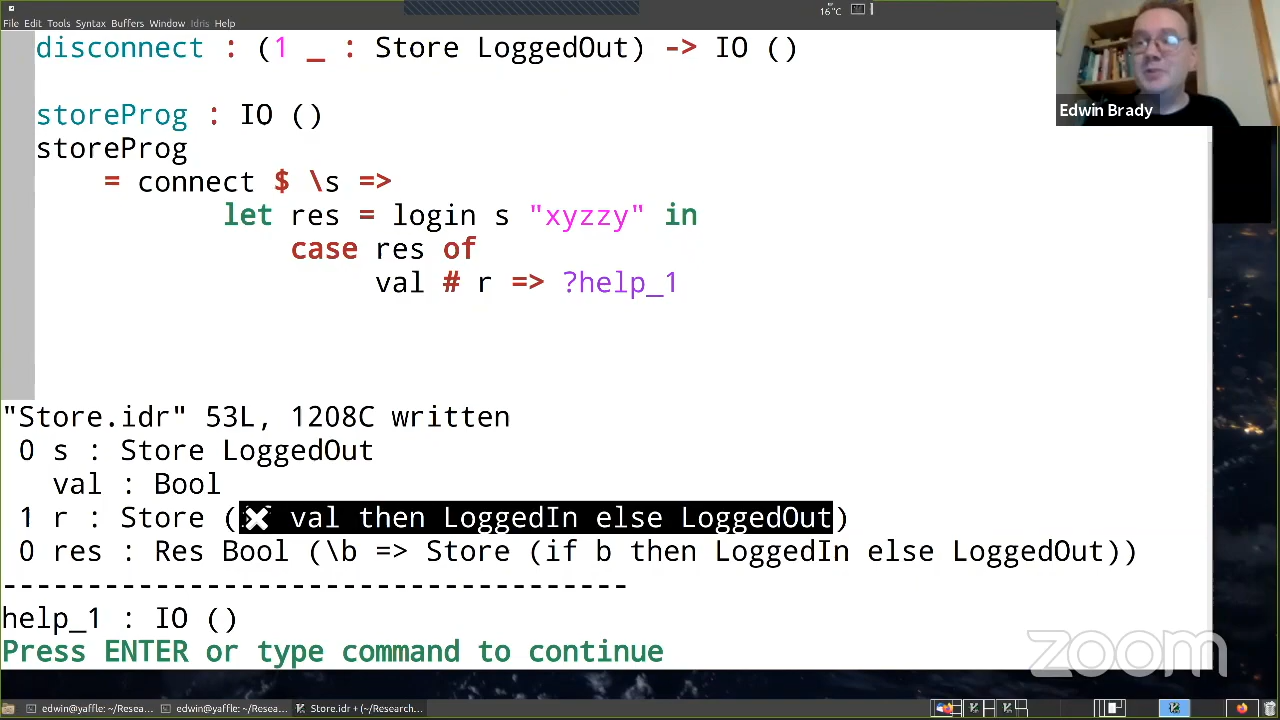 16°C
File Edit Tools Syntax Buffers Window Idris Help
disconnect : (1 _ : Store LoggedOut) -> IO ()
Edwin Brady
storeProg : IO ()
storeProg
= connect $ \s =>
let res = login s "xyzzy" in
case res of
val # r => ?help_1
"Store.idr" 53L, 1208C written
0 s : Store LoggedOut
val : Bool
1 r : Store ( val then LoggedIn else LoggedOut)
0 res : Res Bool (\b => Store (if b then LoggedIn else LoggedOut))
-------------------------------------
help_1 : IO ()
Press ENTER or type command to continue
zoom
edwin@yaffle: ~/Resea... edwin@yaffle: ~/Resea... Store.idr + (~/Research...